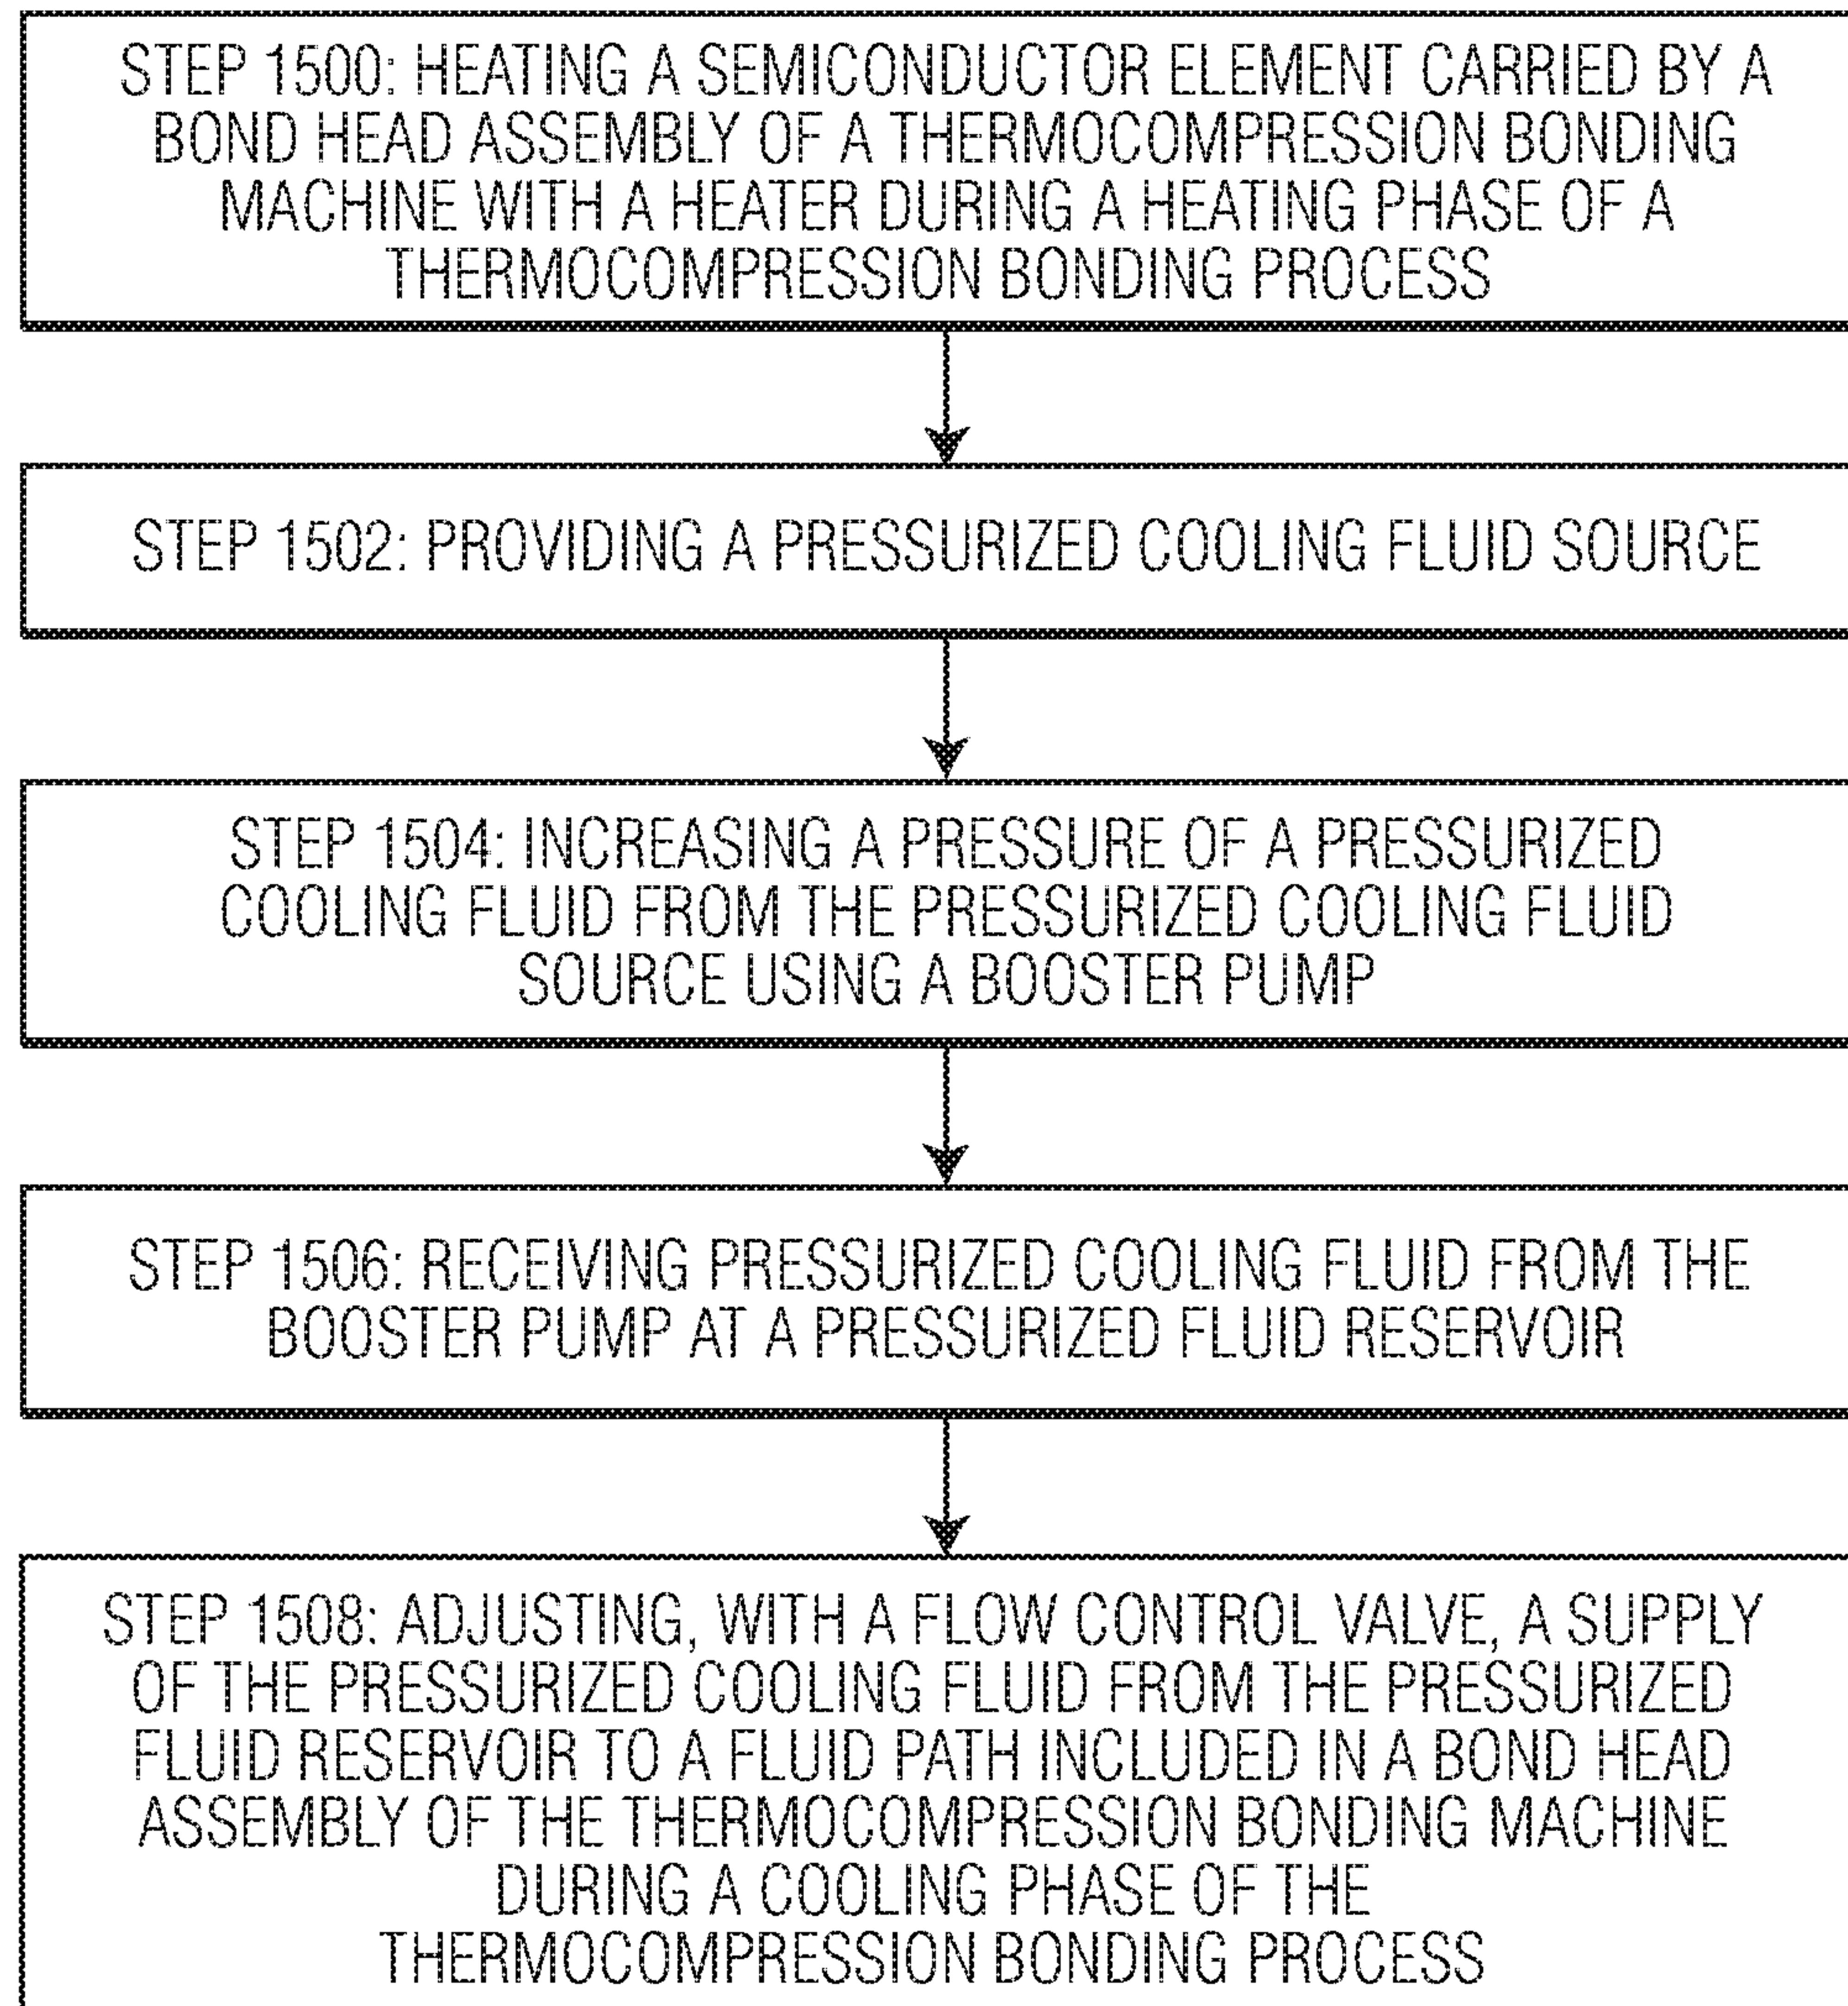 STEP 1500: HEATING A SEMICONDUCTOR ELEMENT CARRIED BY A
BOND HEAD ASSEMBLY OF A THERMOCOMPRESSION BONDING
MACHINE WITH A HEATER DURING A HEATING PHASE OF A
THERMOCOMPRESSION BONDING PROCESS
STEP 1502: PROVIDING A PRESSURIZED COOLING FLUID SOURCE
STEP 1504: INCREASING A PRESSURE OF A PRESSURIZED
COOLING FLUID FROM THE PRESSURIZED COOLING FLUID
SOURCE USING A BOOSTER PUMP
STEP 1506: RECEIVING PRESSURIZED COOLING FLUID FROM THE
BOOSTER PUMP AT A PRESSURIZED FLUID RESERVOIR
STEP 1508: ADJUSTING, WITH A FLOW CONTROL VALVE, A SUPPLY
OF THE PRESSURIZED COOLING FLUID FROM THE PRESSURIZED
FLUID RESERVOIR TO A FLUID PATH INCLUDED IN A BOND HEAD
ASSEMBLY OF THE THERMOCOMPRESSION BONDING MACHINE
DURING A COOLING PHASE OF THE
THERMOCOMPRESSION BONDING PROCESS